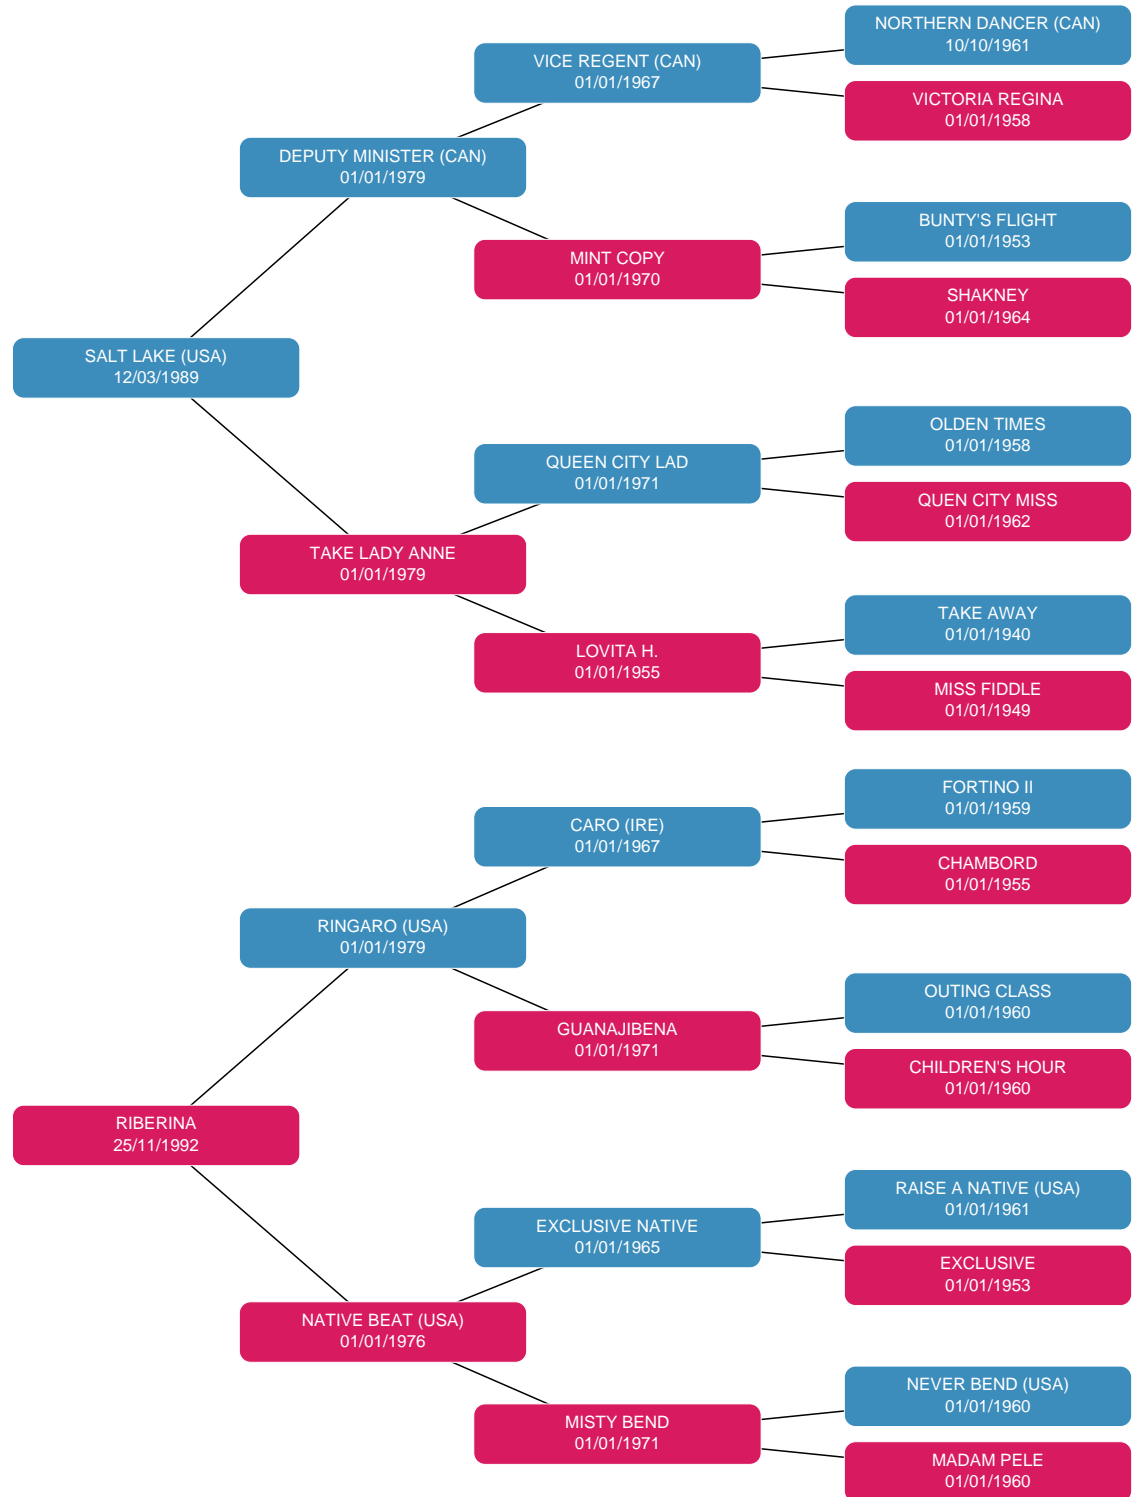 NORTHERN DANCER (CAN)
10/10/1961
VICE REGENT (CAN)
01/01/1967
VICTORIA REGINA
01/01/1958
DEPUTY MINISTER (CAN)
01/01/1979
BUNTY'S FLIGHT
01/01/1953
MINT COPY
01/01/1970
SHAKNEY
01/01/1964
SALT LAKE (USA)
12/03/1989
OLDEN TIMES
01/01/1958
QUEEN CITY LAD
01/01/1971
QUEN CITY MISS
01/01/1962
TAKE LADY ANNE
01/01/1979
TAKE AWAY
01/01/1940
LOVITA H.
01/01/1955
MISS FIDDLE
01/01/1949
FORTINO II
01/01/1959
CARO (IRE)
01/01/1967
CHAMBORD
01/01/1955
RINGARO (USA)
01/01/1979
OUTING CLASS
01/01/1960
GUANAJIBENA
01/01/1971
CHILDREN'S HOUR
01/01/1960
RIBERINA
25/11/1992
RAISE A NATIVE (USA)
01/01/1961
EXCLUSIVE NATIVE
01/01/1965
EXCLUSIVE
01/01/1953
NATIVE BEAT (USA)
01/01/1976
NEVER BEND (USA)
01/01/1960
MISTY BEND
01/01/1971
MADAM PELE
01/01/1960